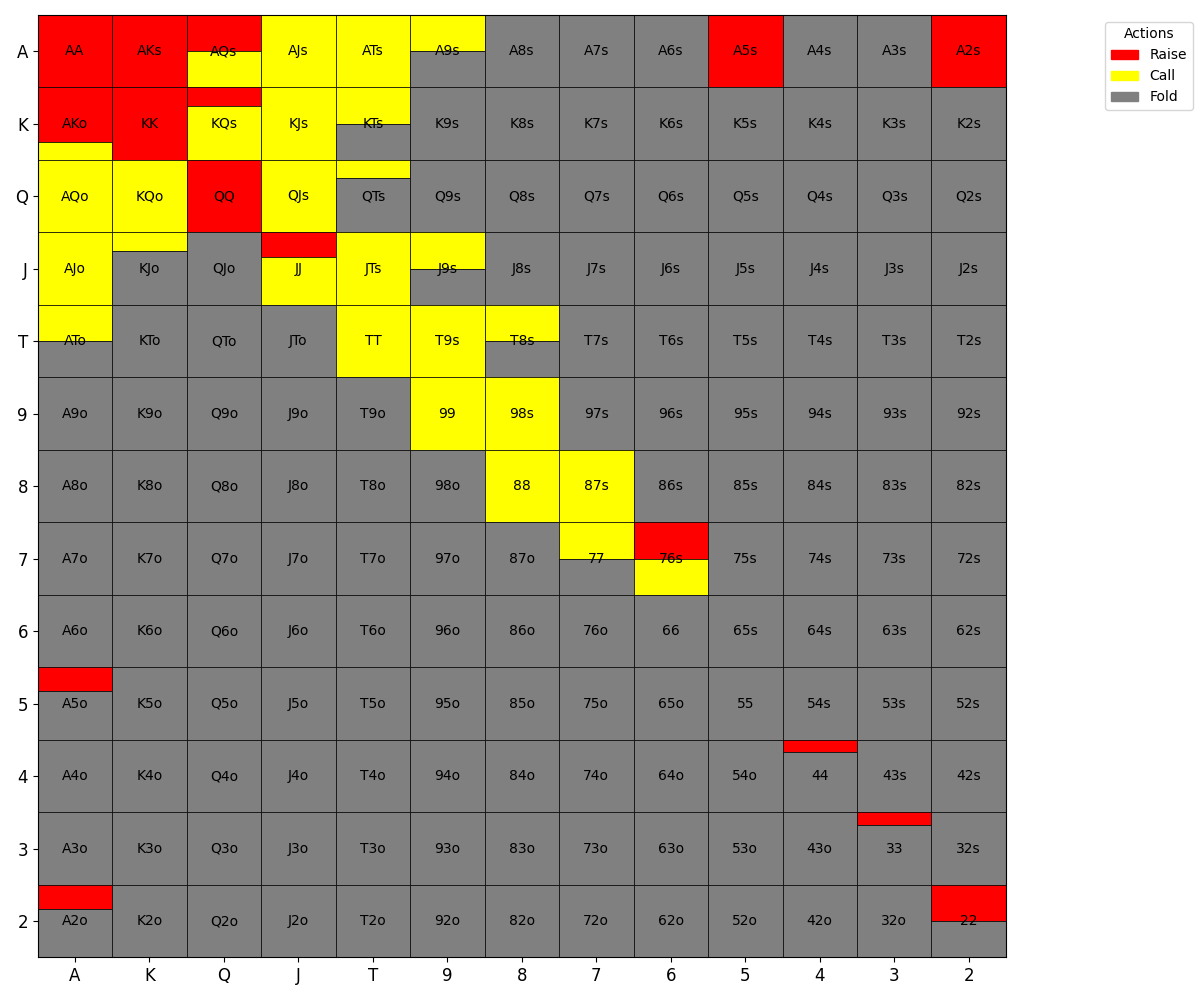 Actions
Raise
Call
Fold
A AA AKs AQs AJs ATs A9s A8s A7s A6s A5s A4s A3s A2s
K AKo KK KQs KJs KTs K9s K8s K7s K6s K5s K4s K3s K2s
Q AQo KQo QQ QJs QTs Q9s Q8s Q7s Q6s Q5s Q4s Q3s Q2s
J AJo KJo QJo JJ JTs J9s J8s J7s J6s J5s J4s J3s J2s
T ATo KTo QTo JTo TT T9s T8s T7s T6s T5s T4s T3s T2s
9 A9o K9o Q9o J9o T9o 99 98s 97s 96s 95s 94s 93s 92s
8 A8o K8o Q8o J8o T8o 98o 88 87s 86s 85s 84s 83s 82s
7 A7o K7o Q7o J7o T7o 97o 87o 77 76s 75s 74s 73s 72s
6 A6o K6o Q6o J6o T6o 96o 86o 76o 66 65s 64s 63s 62s
5 A5o K5o Q5o J5o T5o 95o 85o 75o 65o 55 54s 53s 52s
4 A4o K4o Q4o J4o T4o 94o 84o 74o 64o 54o 44 43s 42s
3 A3o K3o Q3o J3o T3o 93o 83o 73o 63o 53o 43o 33 32s
2 A2o K2o Q2o J2o T2o 92o 82o 72o 62o 52o 42o 32o 22
A K Q J T 9 8 7 6 5 4 3 2